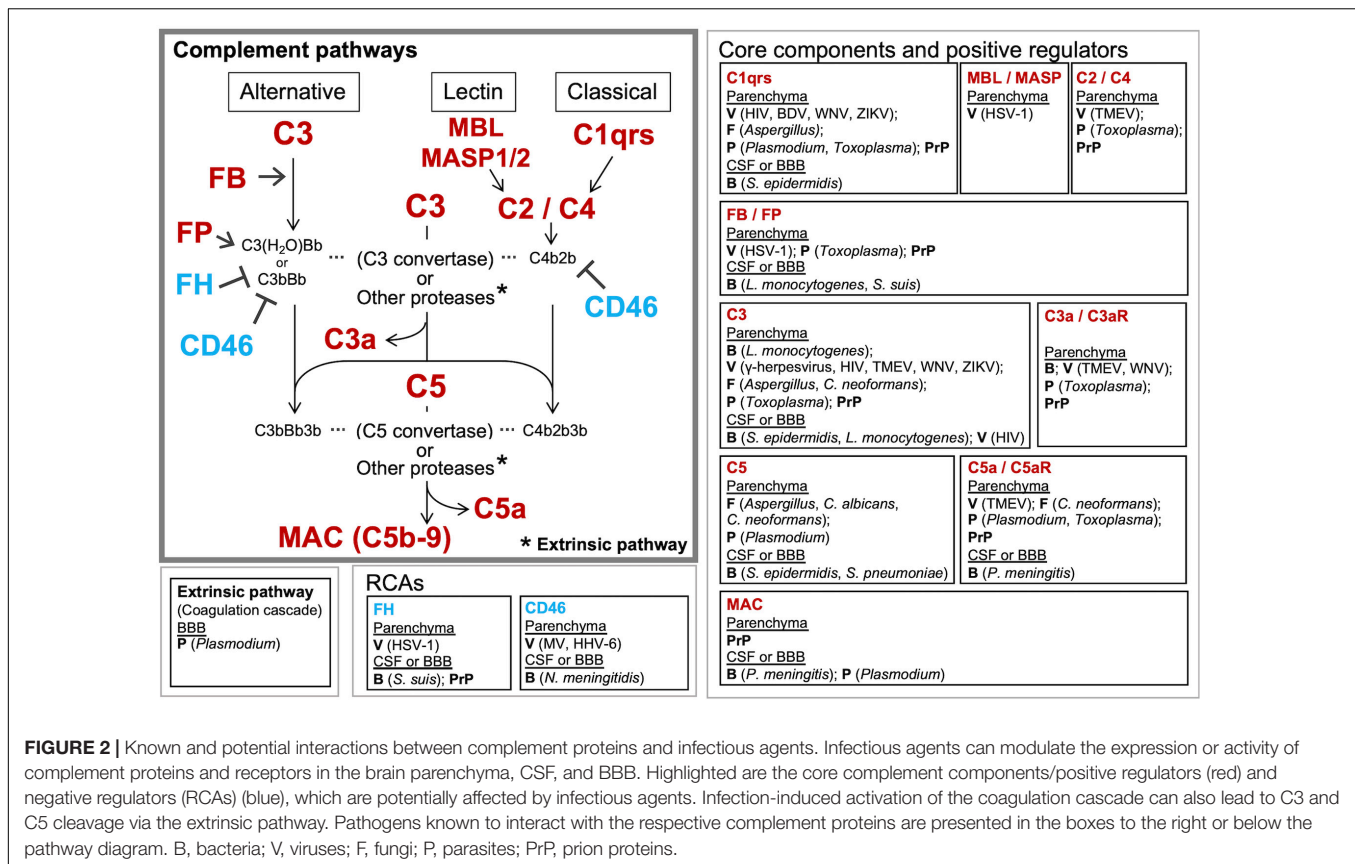 Complement pathways
Alternative
Lectin
Classical
C3
MBL
MASP1/2
C1qrs
FB
C3
C2 / C4
FP
C3(H₂O)Bb
or
C3bBb
··· (C3 convertase) ···
or
Other proteases *
C4b2b
FH
CD46
CD46
C3a
C5
C3bBb3b ··· (C5 convertase) ··· C4b2b3b
or
Other proteases *
C5a
MAC (C5b-9)
* Extrinsic pathway
Extrinsic pathway
(Coagulation cascade)
BBB
P (Plasmodium)
RCAs
FH
Parenchyma
V (HSV-1)
CSF or BBB
B (S. suis); PrP
CD46
Parenchyma
V (MV, HHV-6)
CSF or BBB
B (N. meningitidis)
Core components and positive regulators
C1qrs
Parenchyma
V (HIV, BDV, WNV, ZIKV);
F (Aspergillus);
P (Plasmodium, Toxoplasma); PrP
CSF or BBB
B (S. epidermidis)
MBL / MASP
Parenchyma
V (HSV-1)
C2 / C4
Parenchyma
V (TMEV);
P (Toxoplasma);
PrP
FB / FP
Parenchyma
V (HSV-1); P (Toxoplasma); PrP
CSF or BBB
B (L. monocytogenes, S. suis)
C3
Parenchyma
B (L. monocytogenes);
V (γ-herpesvirus, HIV, TMEV, WNV, ZIKV);
F (Aspergillus, C. neoformans);
P (Toxoplasma); PrP
CSF or BBB
B (S. epidermidis, L. monocytogenes); V (HIV)
C3a / C3aR
Parenchyma
B; V (TMEV, WNV);
P (Toxoplasma);
PrP
C5
Parenchyma
F (Aspergillus, C. albicans,
C. neoformans);
P (Plasmodium)
CSF or BBB
B (S. epidermidis, S. pneumoniae)
C5a / C5aR
Parenchyma
V (TMEV); F (C. neoformans);
P (Plasmodium, Toxoplasma);
PrP
CSF or BBB
B (P. meningitis)
MAC
Parenchyma
PrP
CSF or BBB
B (P. meningitis); P (Plasmodium)
FIGURE 2 | Known and potential interactions between complement proteins and infectious agents. Infectious agents can modulate the expression or activity of
complement proteins and receptors in the brain parenchyma, CSF, and BBB. Highlighted are the core complement components/positive regulators (red) and
negative regulators (RCAs) (blue), which are potentially affected by infectious agents. Infection-induced activation of the coagulation cascade can also lead to C3 and
C5 cleavage via the extrinsic pathway. Pathogens known to interact with the respective complement proteins are presented in the boxes to the right or below the
pathway diagram. B, bacteria; V, viruses; F, fungi; P, parasites; PrP, prion proteins.